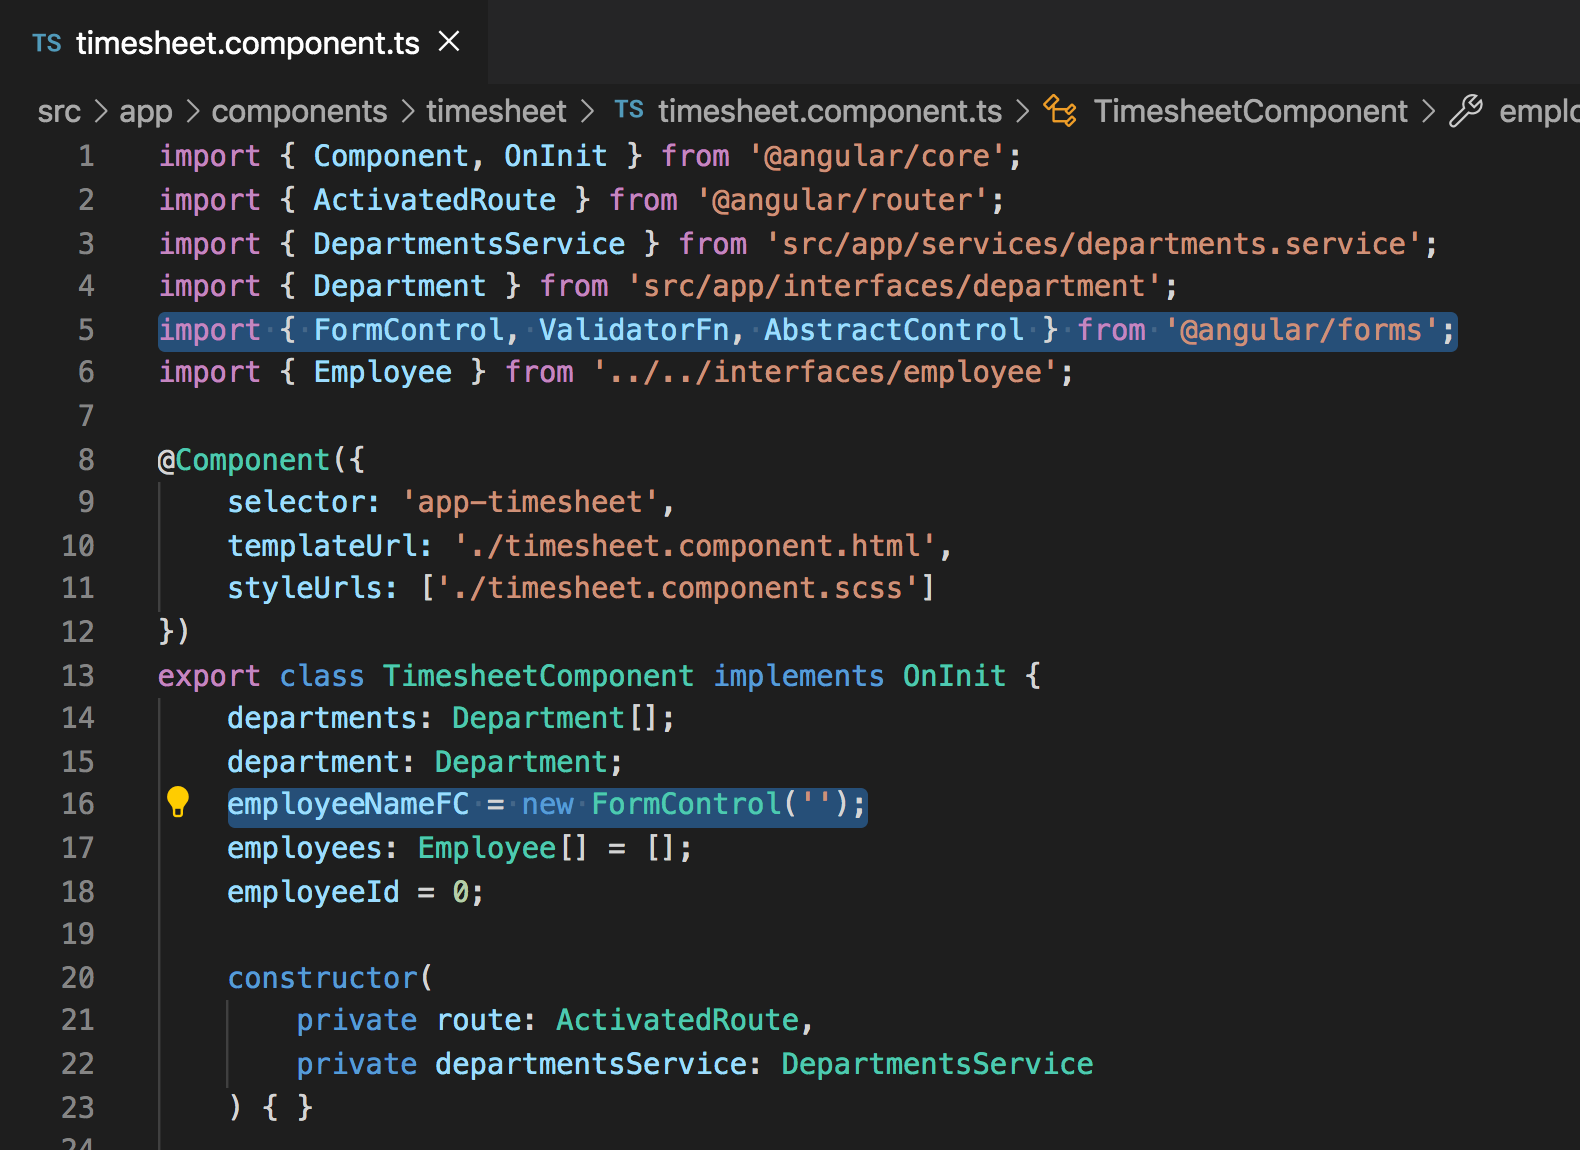 TS timesheet.component.ts ×
src > app > components > timesheet > TS timesheet.component.ts > TimesheetComponent > emplo
1 import { Component, OnInit } from '@angular/core';
2 import { ActivatedRoute } from '@angular/router';
3 import { DepartmentsService } from 'src/app/services/departments.service';
4 import { Department } from 'src/app/interfaces/department';
5 import { FormControl, ValidatorFn, AbstractControl } from '@angular/forms';
6 import { Employee } from '../../interfaces/employee';
7
8 @Component({
9     selector: 'app-timesheet',
10     templateUrl: './timesheet.component.html',
11     styleUrls: ['./timesheet.component.scss']
12 })
13 export class TimesheetComponent implements OnInit {
14     departments: Department[];
15     department: Department;
16     employeeNameFC = new FormControl('');
17     employees: Employee[] = [];
18     employeeId = 0;
19
20     constructor(
21         private route: ActivatedRoute,
22         private departmentsService: DepartmentsService
23     ) { }
24